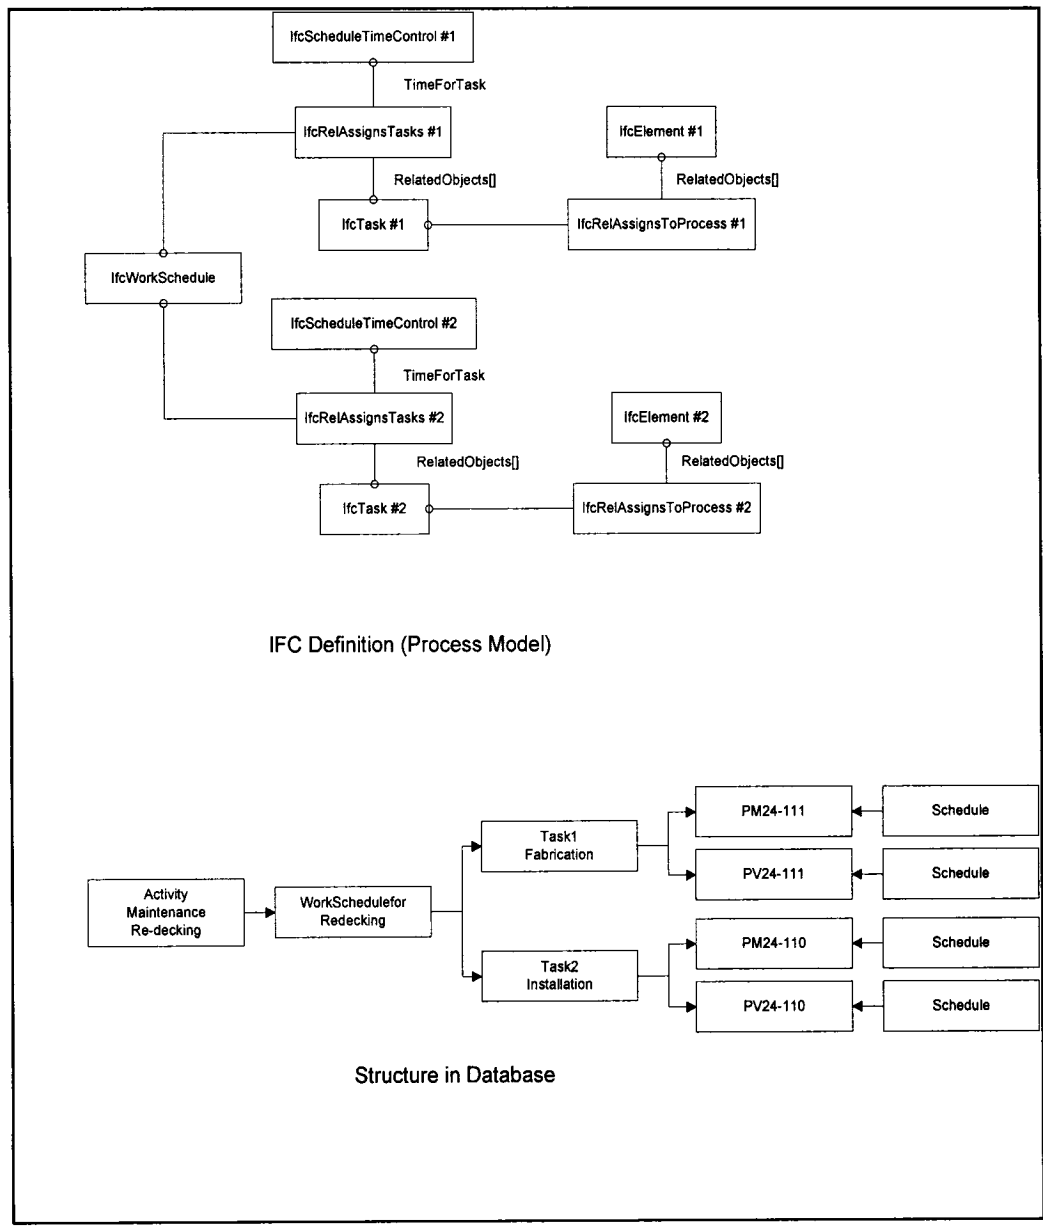 IfcScheduleTimeControl #1
TimeForTask
IfcRelAssignsTasks #1
IfcElement #1
RelatedObjects[]
RelatedObjects[]
IfcTask #1
IfcRelAssignsToProcess #1
IfcWorkSchedule
IfcScheduleTimeControl #2
TimeForTask
IfcRelAssignsTasks #2
IfcElement #2
RelatedObjects[]
RelatedObjects[]
IfcTask #2
IfcRelAssignsToProcess #2
IFC Definition (Process Model)
Activity
Maintenance
Re-decking
WorkSchedulefor
Redecking
Task1
Fabrication
PM24-111
Schedule
PV24-111
Schedule
Task2
Installation
PM24-110
Schedule
PV24-110
Schedule
Structure in Database